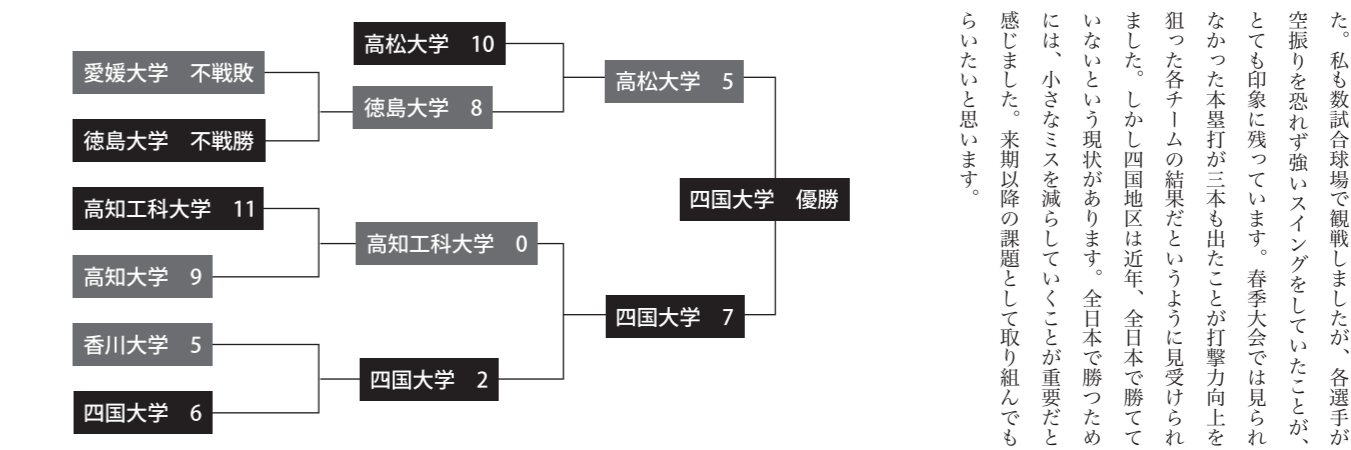 た。私も数試合球場で観戦しましたが、各選手が
空振りを恐れず強いスイングをしていたことが、
とても印象に残っています。春季大会では見られ
なかった本塁打が三本も出たことが打撃力向上を
狙った各チームの結果だというように見受けられ
ました。しかし四国地区は近年、全日本で勝てて
いないという現状があります。全日本で勝つため
には、小さなミスを減らしていくことが重要だと
感じました。来期以降の課題として取り組んでも
らいたいと思います。
愛媛大学 不戦敗
徳島大学 不戦勝
高知工科大学 11
高知大学 9
香川大学 5
四国大学 6
高松大学 10
徳島大学 8
高知工科大学 0
四国大学 2
高松大学 5
四国大学 7
四国大学 優勝